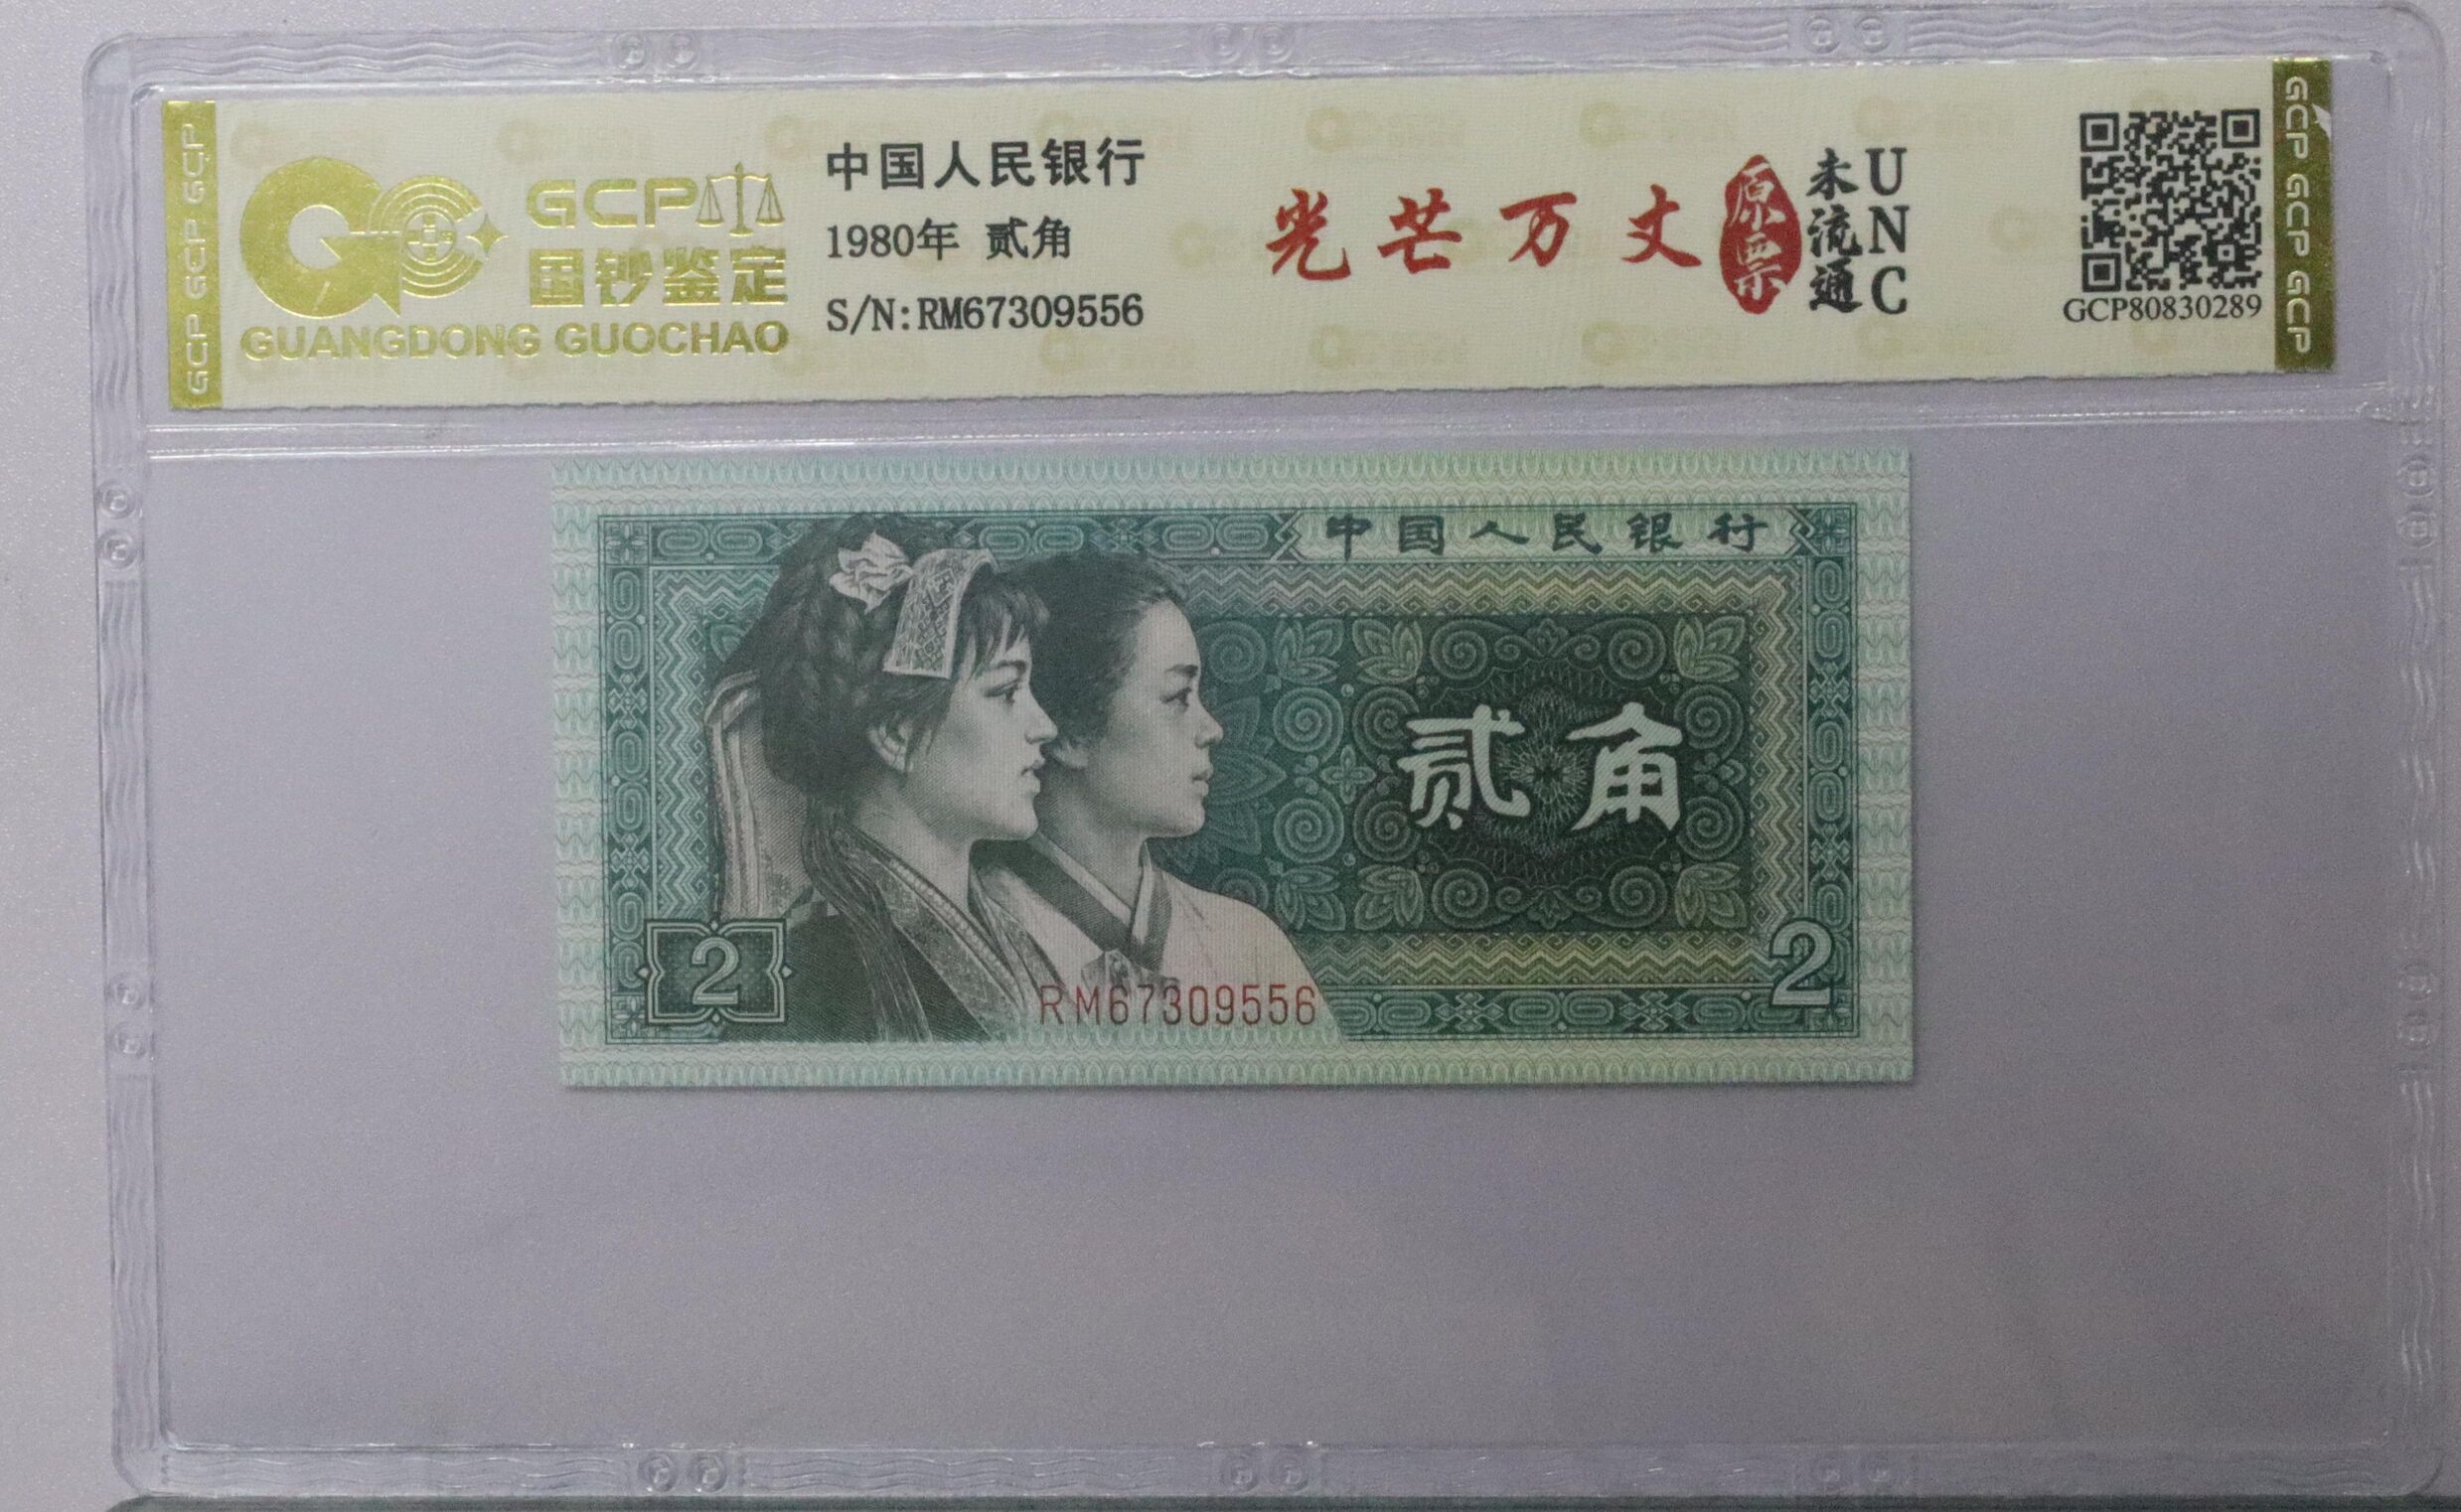 GCP GCP GCP
GCP
国钞鉴定
GUANGDONG GUOCHAO
中国人民银行
1980年 贰角
S/N:RM67309556
光芒万丈
原票
未流通
UNC
GCP80830289
GCP GCP GCP
中国人民银行
贰角
2
RM67309556
2